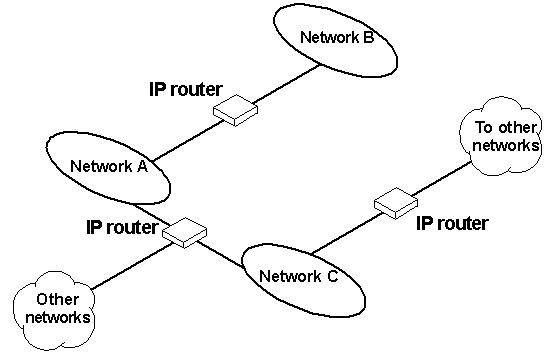 Network B
IP router
To other
networks
Network A
IP router
IP router
Network C
Other
networks